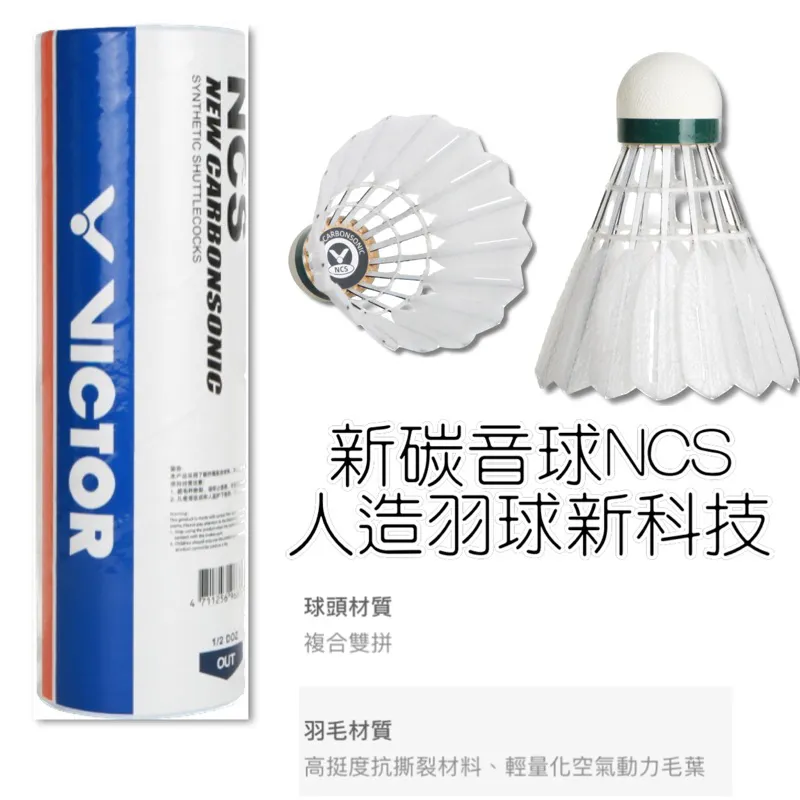 NCS
NEW CARBONSONIC
SYNTHETIC SHUTTLECOCKS
VICTOR
4 711256
1/2 DOZ
OUT
CARBONSONIC
NCS
新碳音球NCS
人造羽球新科技
球頭材質
複合雙拼
羽毛材質
高挺度抗撕裂材料、輕量化空氣動力毛葉